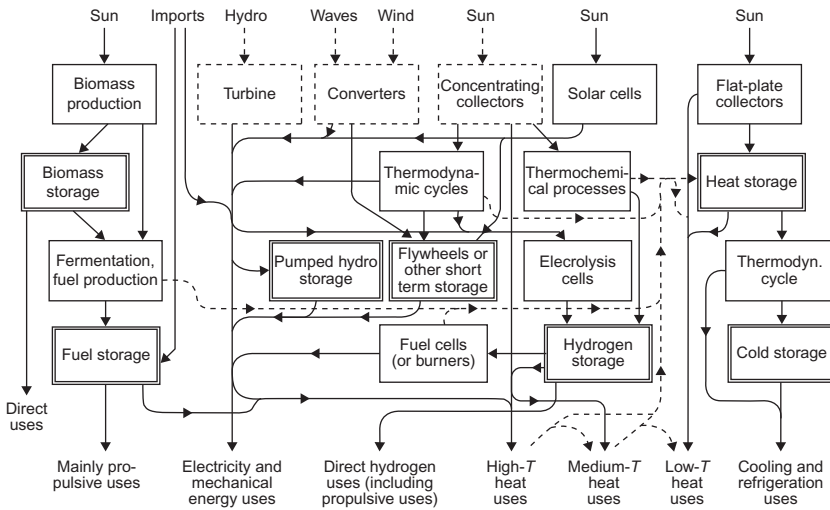 Sun
Imports
Hydro
Waves
Wind
Sun
Sun
Sun
Biomass
production
Turbine
Converters
Concentrating
collectors
Solar cells
Flat-plate
collectors
Biomass
storage
Thermodyna-
mic cycles
Thermochemi-
cal processes
Heat storage
Fermentation,
fuel production
Pumped hydro
storage
Flywheels or
other short
term storage
Elecrolysis
cells
Thermodyn.
cycle
Fuel storage
Fuel cells
(or burners)
Hydrogen
storage
Cold storage
Direct
uses
Mainly pro-
pulsive uses
Electricity and
mechanical
energy uses
Direct hydrogen
uses (including
propulsive uses)
High-T
heat
uses
Medium-T
heat
uses
Low-T
heat
uses
Cooling and
refrigeration
uses